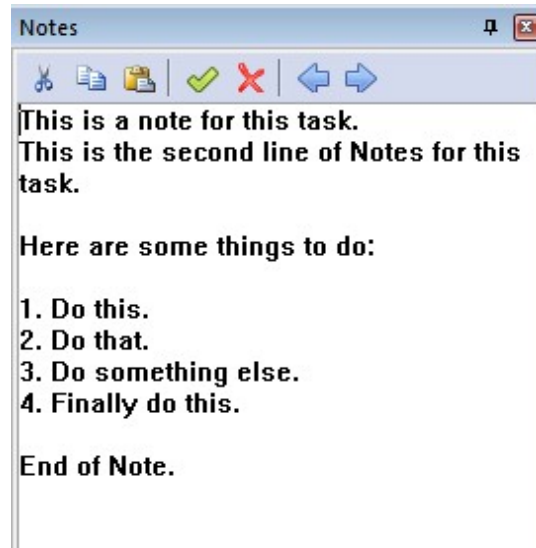 Notes
This is a note for this task.
This is the second line of Notes for this
task.
Here are some things to do:
1. Do this.
2. Do that.
3. Do something else.
4. Finally do this.
End of Note.